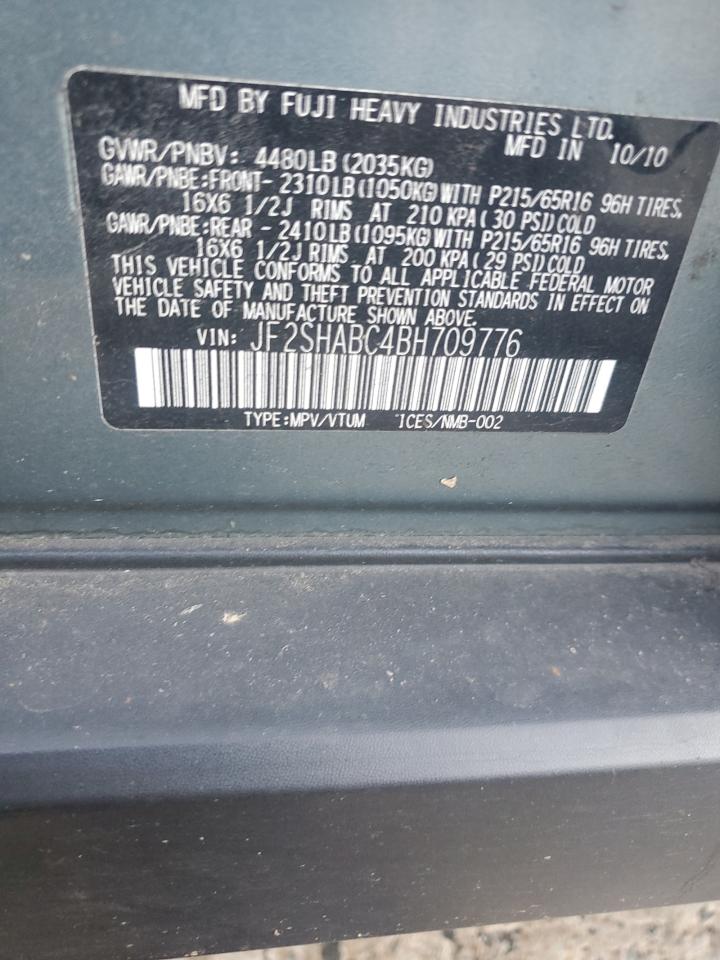 MFD BY FUJI HEAVY INDUSTRIES LTD.
MFD IN 10/10
GVWR/PNBV: 4480LB (2035KG)
GAWR/PNBE:FRONT- 2310LB(1050KG)WITH P215/65R16 96H TIRES,
16X6 1/2J RIMS AT 210 KPA( 30 PSI)COLD
GAWR/PNBE:REAR - 2410LB(1095KG)WITH P215/65R16 96H TIRES,
16X6 1/2J RIMS AT 200 KPA( 29 PSI)COLD
THIS VEHICLE CONFORMS TO ALL APPLICABLE FEDERAL MOTOR
VEHICLE SAFETY AND THEFT PREVENTION STANDARDS IN EFFECT ON
THE DATE OF MANUFACTURE SHOWN ABOVE.
VIN: JF2SHABC4BH709776
TYPE:MPV/VTUM ICES/NMB-002